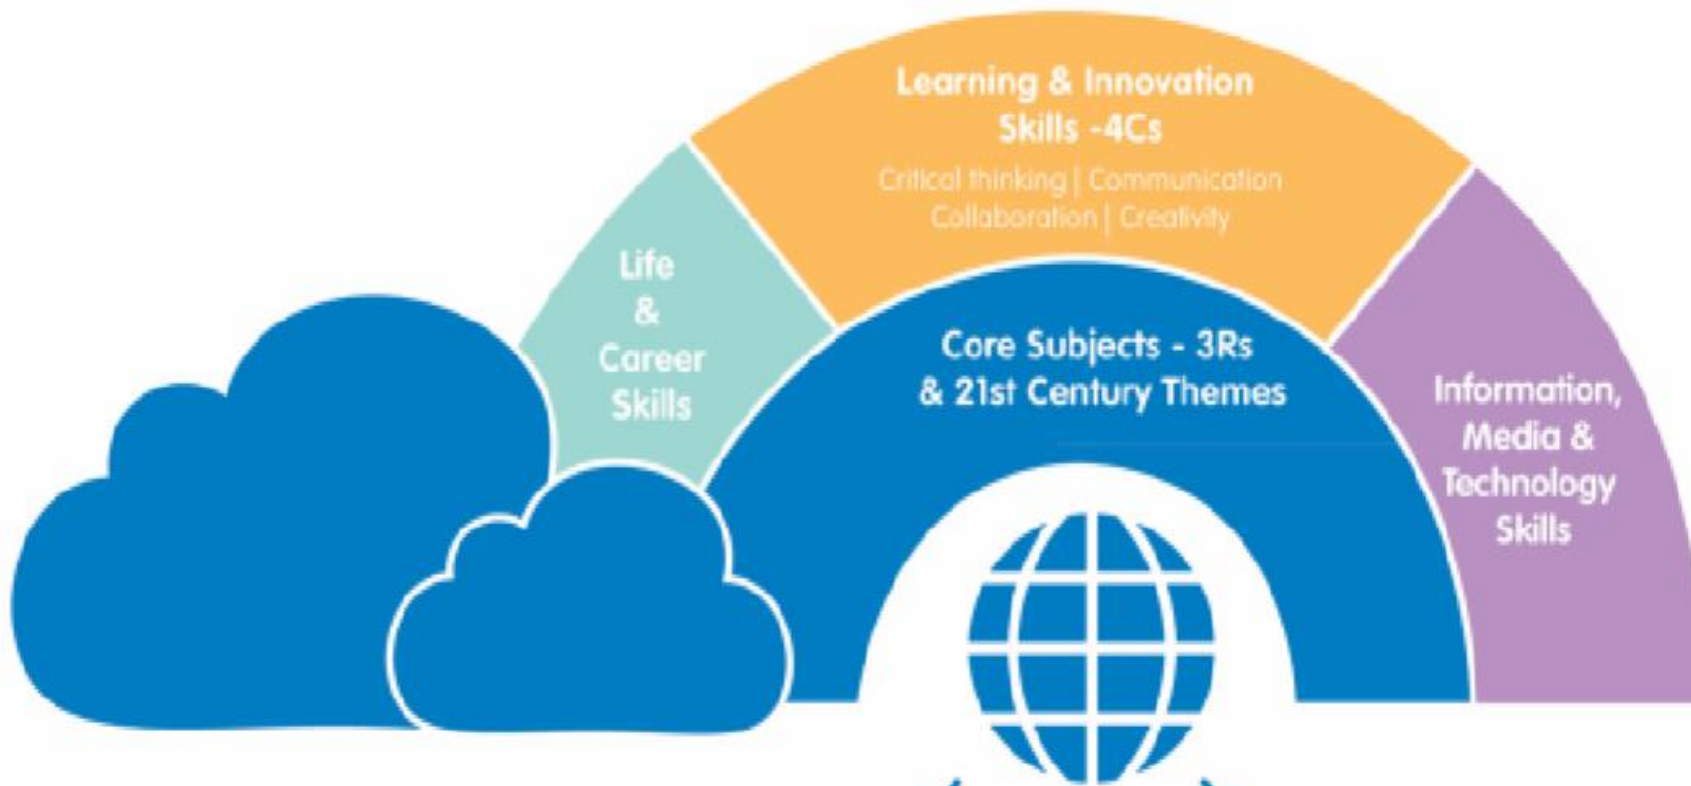 Learning & Innovation
Skills -4Cs
Critical thinking | Communication
Collaboration | Creativity
Life
&
Career
Skills
Core Subjects - 3Rs
& 21st Century Themes
Information,
Media &
Technology
Skills